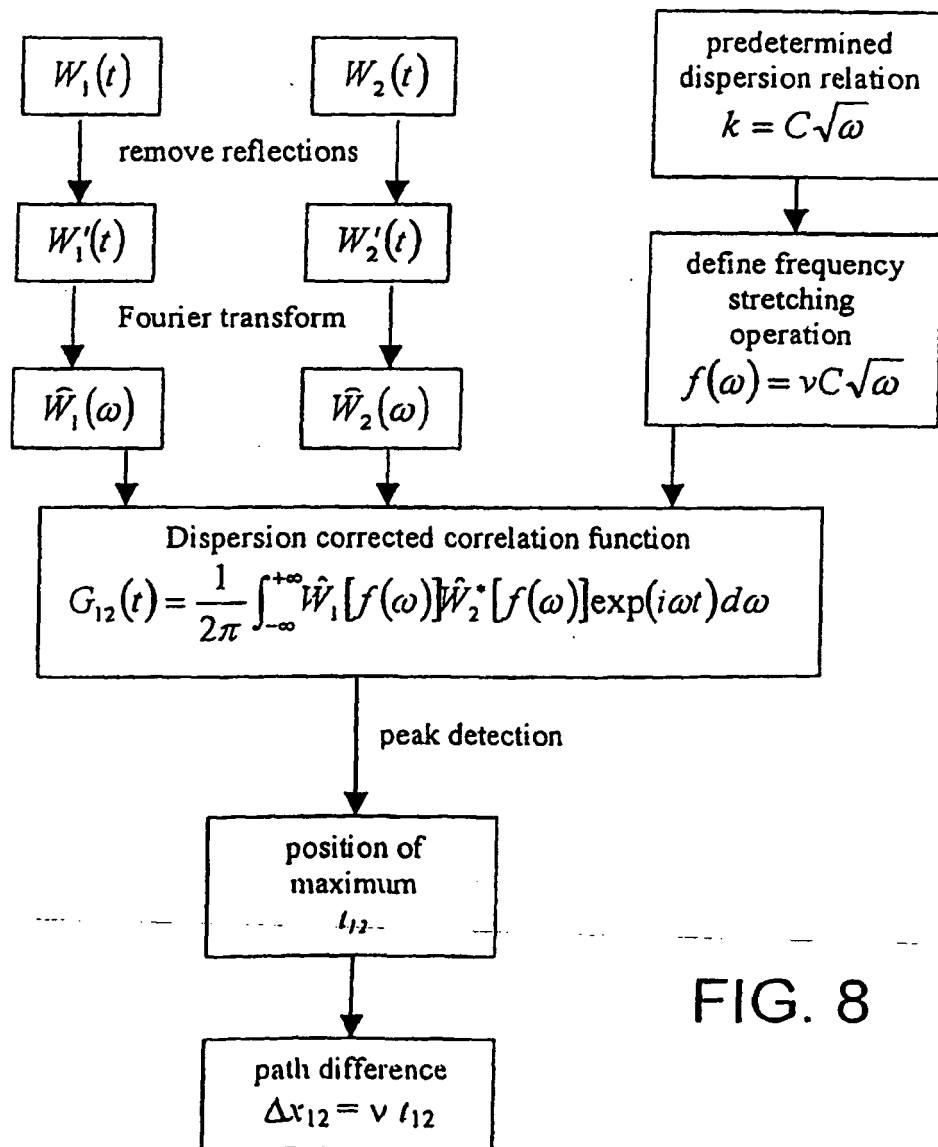 W₁(t)
W₂(t)
predetermined
dispersion relation
k = C√ω
remove reflections
W₁'(t)
W₂'(t)
define frequency
stretching
operation
f(ω) = νC√ω
Fourier transform
Ŵ₁(ω)
Ŵ₂(ω)
Dispersion corrected correlation function
G₁₂(t) = 1/2π ∫₋∞⁺∞ Ŵ₁[f(ω)]Ŵ₂*[f(ω)]exp(iωt)dω
peak detection
position of
maximum
t₁₂
FIG. 8
path difference
Δx₁₂ = ν t₁₂